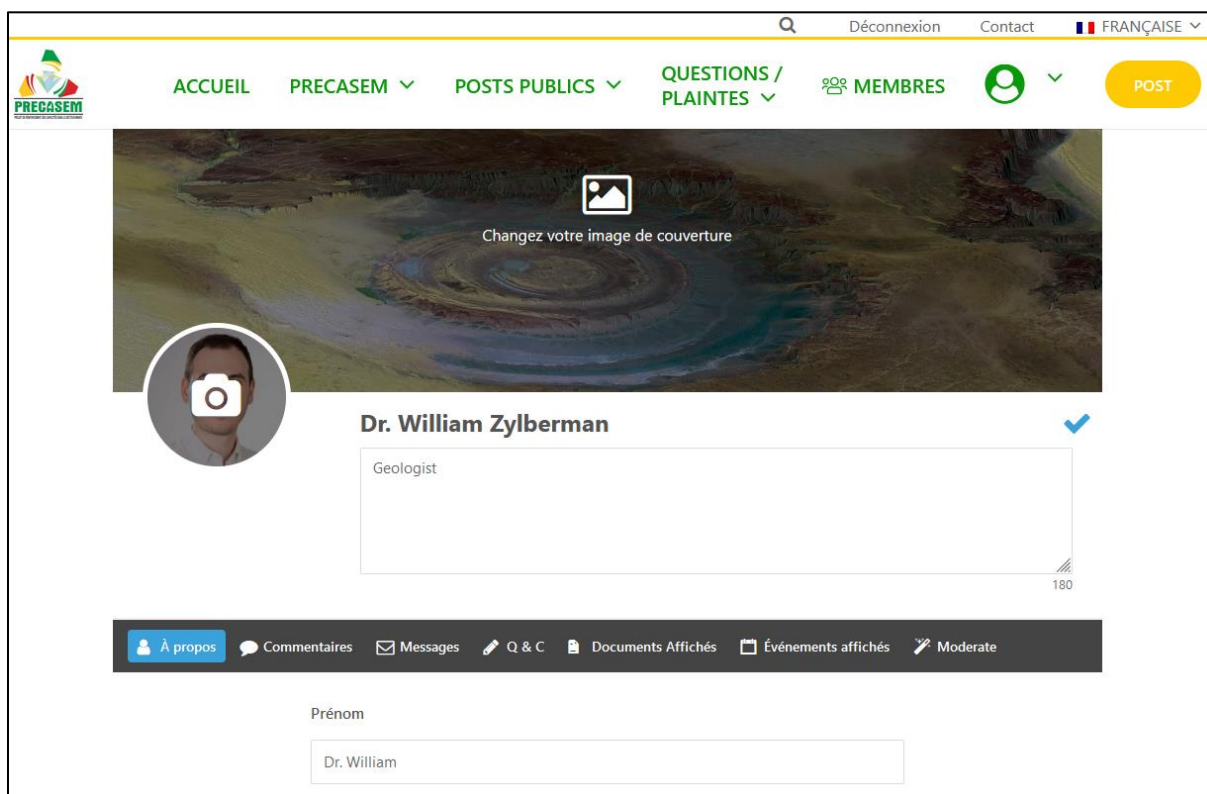 Déconnexion Contact FRANÇAISE
PRECASEM
ACCUEIL PRECASEM POSTS PUBLICS QUESTIONS / PLAINTES MEMBRES POST
Changez votre image de couverture
Dr. William Zylberman
Geologist
180
À propos Commentaires Messages Q & C Documents Affichés Événements affichés Moderate
Prénom
Dr. William